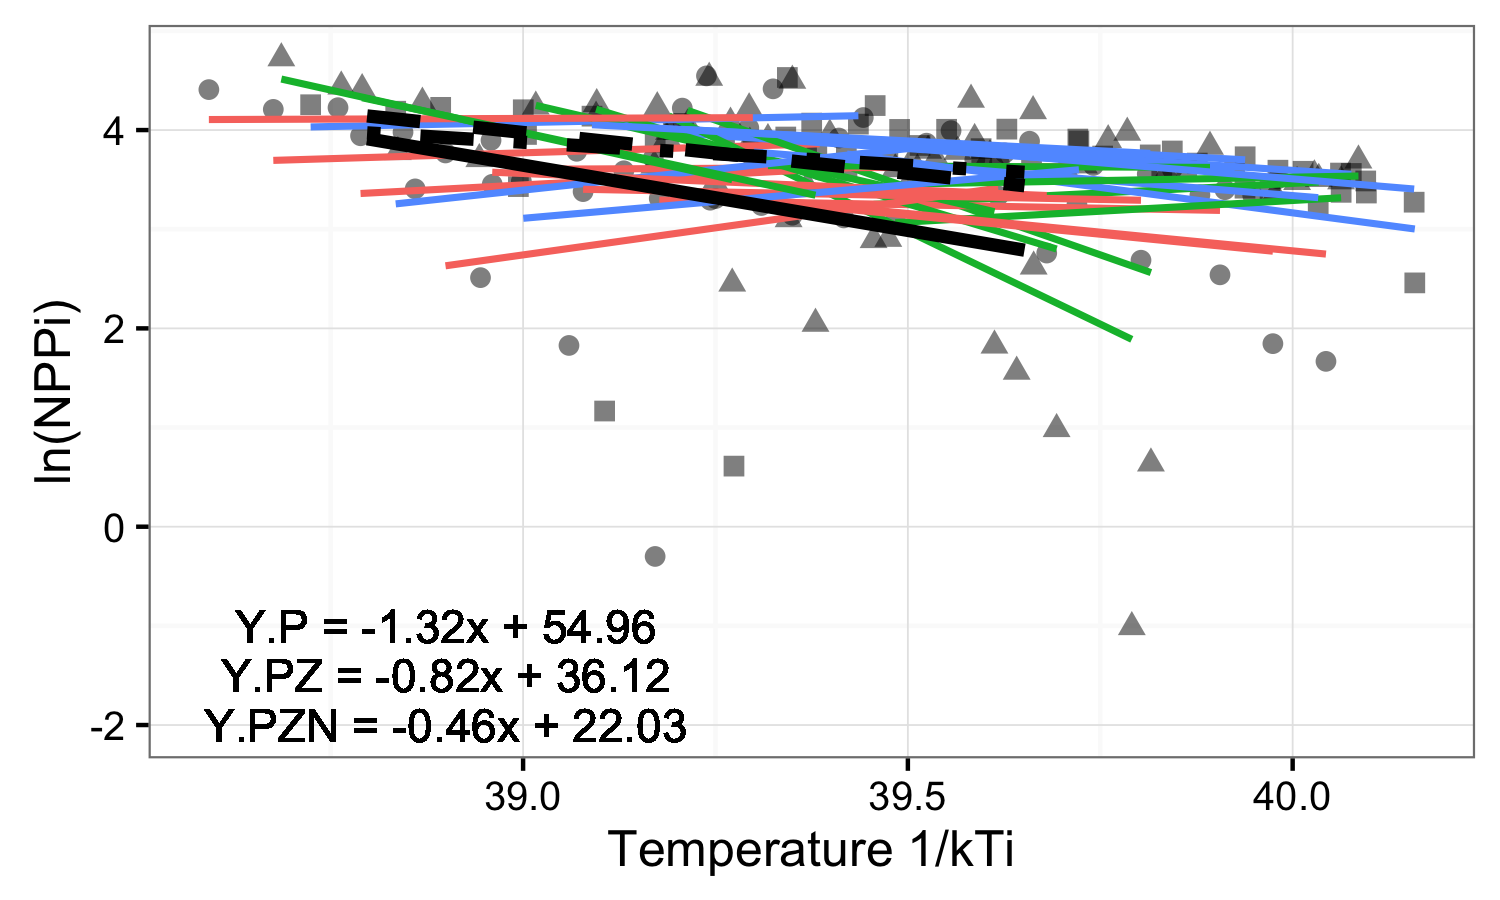 4
2
0
-2
ln(NPPi)
Y.P = -1.32x + 54.96
Y.PZ = -0.82x + 36.12
Y.PZN = -0.46x + 22.03
39.0 39.5 40.0
Temperature 1/kTi